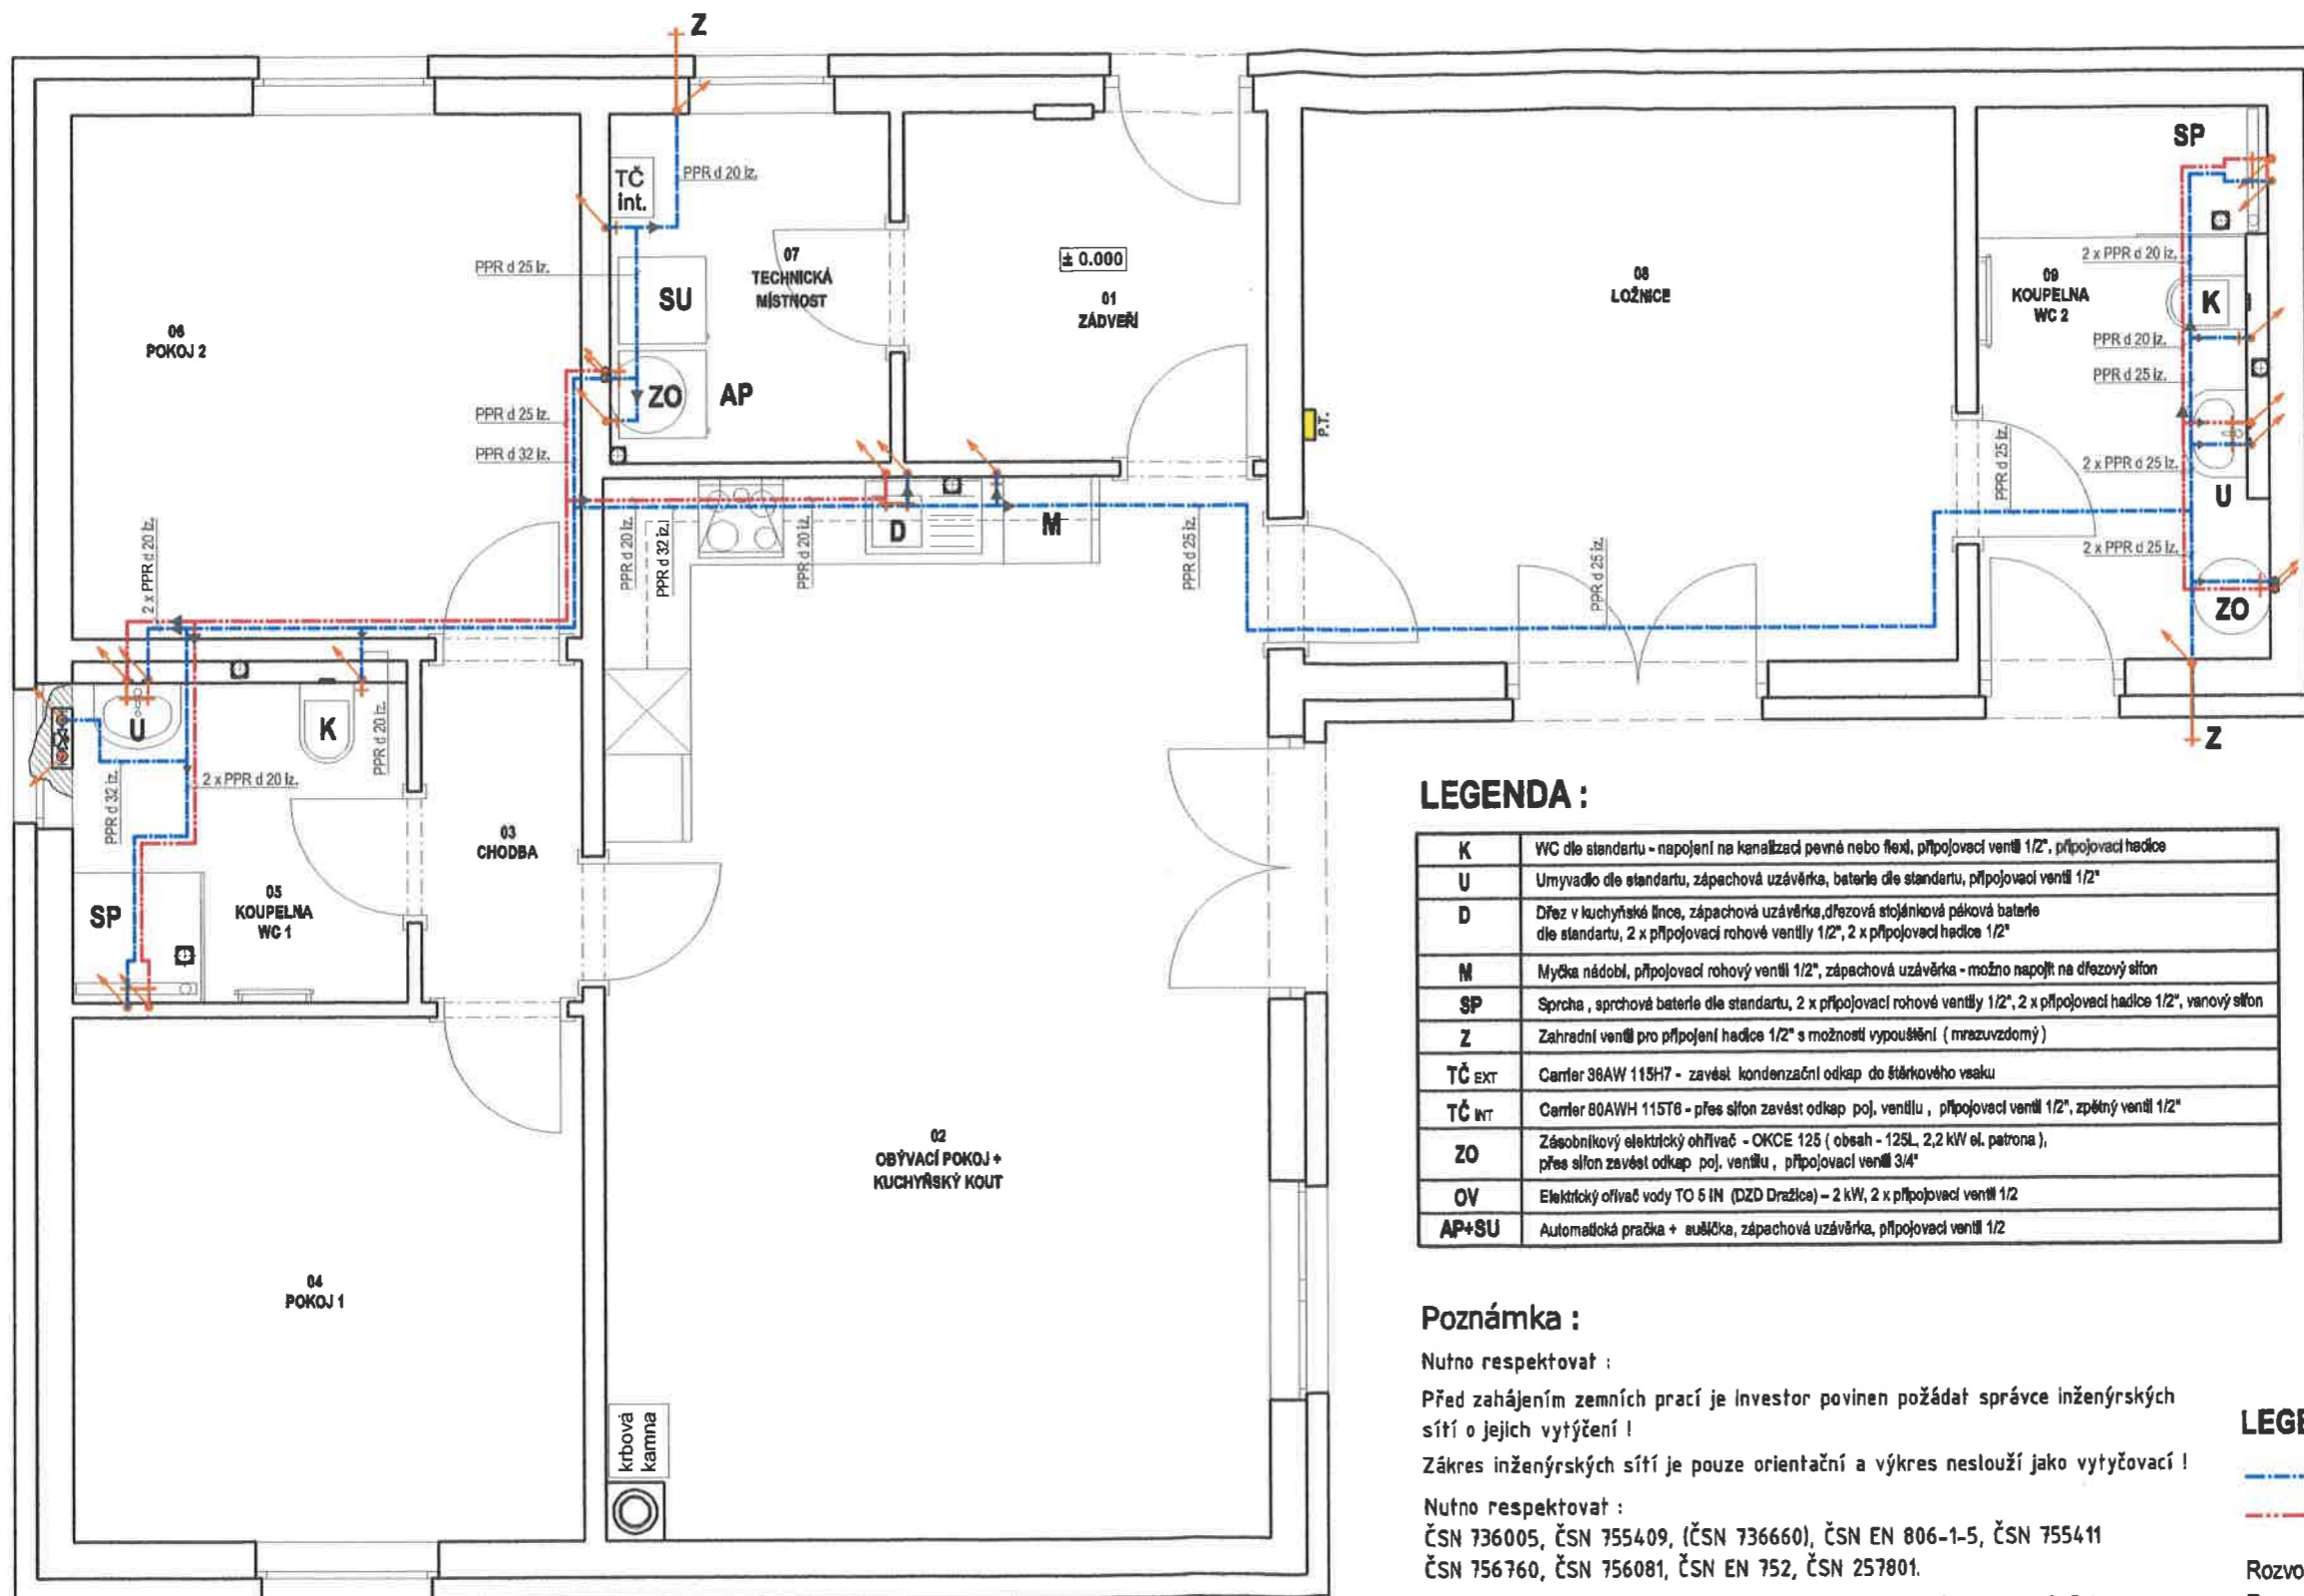 Z
SP
TČ
int.
PPR d 20 iz.
2 x PPR d 20 iz.
PPR d 25 iz.
SU
07
TECHNICKÁ
MÍSTNOST
± 0.000
01
ZÁDVEŘÍ
08
LOŽNICE
09
KOUPELNA
WC 2
K
06
POKOJ 2
PPR d 20 iz.
PPR d 25 iz.
PPR d 25 iz.
ZO
AP
P.T.
PPR d 32 iz.
PPR d 25 iz.
2 x PPR d 25 iz.
U
2 x PPR d 20 iz.
PPR d 20 iz.
PPR d 32 iz.
PPR d 20 iz.
D
M
PPR d 25 iz.
PPR d 25 iz.
2 x PPR d 25 iz.
ZO
U
K
PPR d 20 iz.
Z
PPR d 32 iz.
2 x PPR d 20 iz.
03
CHODBA
SP
05
KOUPELNA
WC 1
02
OBÝVACÍ POKOJ +
KUCHYŇSKÝ KOUT
04
POKOJ 1
krbová
kamna
LEGENDA :
K WC dle standartu - napojení na kanalizaci pevné nebo flexi, připojovací ventil 1/2", připojovací hadice
U Umyvadlo dle standartu, zápachová uzávěrka, baterie dle standartu, připojovací ventil 1/2"
D Dřez v kuchyňské lince, zápachová uzávěrka,dřezová stojánková páková baterie
dle standartu, 2 x připojovací rohové ventily 1/2", 2 x připojovací hadice 1/2"
M Myčka nádobí, připojovací rohový ventil 1/2", zápachová uzávěrka - možno napojit na dřezový sifon
SP Sprcha , sprchová baterie dle standartu, 2 x připojovací rohové ventily 1/2", 2 x připojovací hadice 1/2", vanový sifon
Z Zahradní ventil pro připojení hadice 1/2" s možností vypouštění ( mrazuvzdorný )
TČ EXT Carrier 38AW 115H7 - zavést kondenzační odkap do štěrkového vsaku
TČ INT Carrier 80AWH 115T6 - přes sifon zavést odkap poj. ventilu , připojovací ventil 1/2", zpětný ventil 1/2"
ZO Zásobníkový elektrický ohřívač - OKCE 125 ( obsah - 125L, 2,2 kW el. patrona ),
přes sifon zavést odkap poj. ventilu , připojovací ventil 3/4"
OV Elektrický ořívač vody TO 5 IN (DZD Dražice) – 2 kW, 2 x připojovací ventil 1/2
AP+SU Automatická pračka + sušička, zápachová uzávěrka, připojovací ventil 1/2
Poznámka :
Nutno respektovat :
Před zahájením zemních prací je investor povinen požádat správce inženýrských
sítí o jejich vytýčení !
Zákres inženýrských sítí je pouze orientační a výkres neslouží jako vytyčovací !
Nutno respektovat :
ČSN 736005, ČSN 755409, (ČSN 736660), ČSN EN 806-1-5, ČSN 755411
ČSN 756760, ČSN 756081, ČSN EN 752, ČSN 257801.